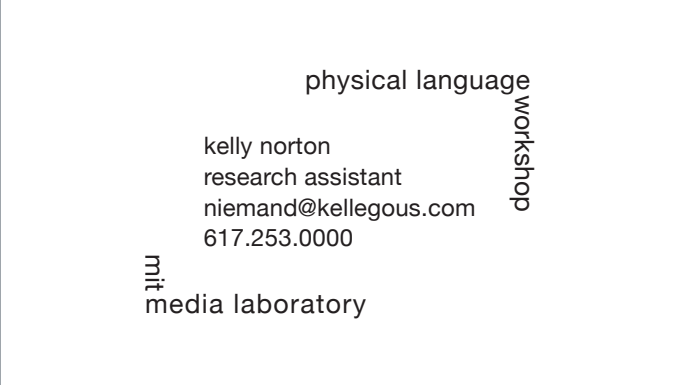 physical language
workshop
kelly norton
research assistant
niemand@kellegous.com
617.253.0000
mit
media laboratory